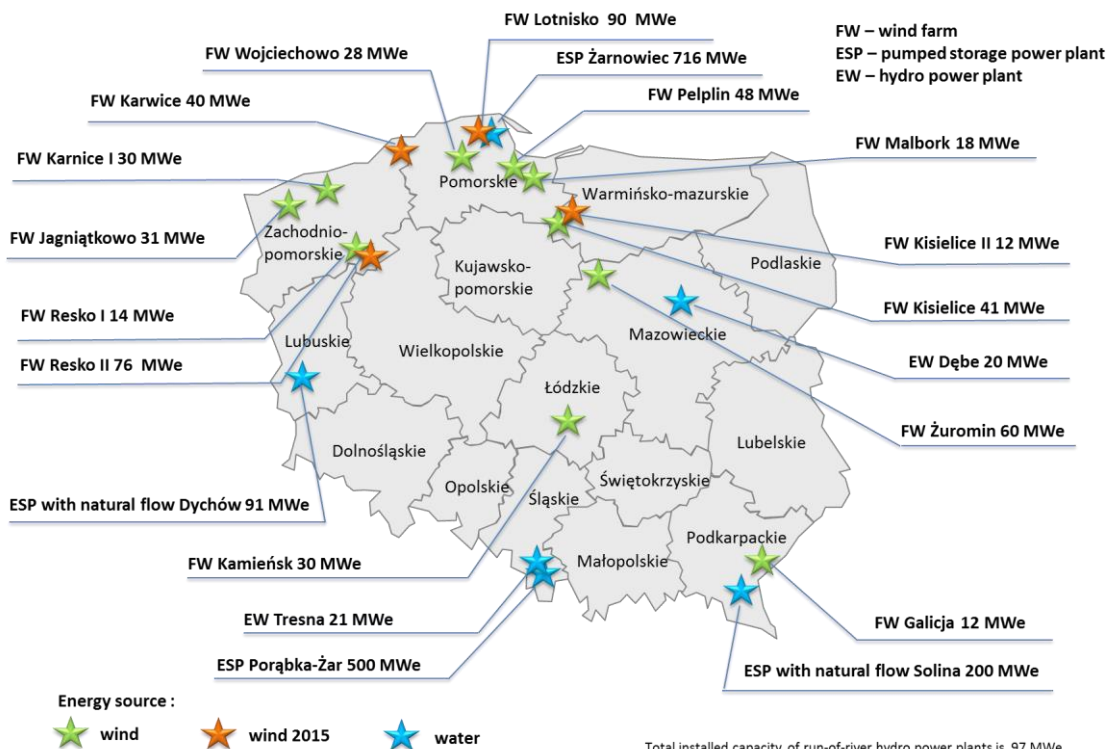 FW Lotnisko 90 MWe
FW – wind farm
ESP – pumped storage power plant
EW – hydro power plant
FW Wojciechowo 28 MWe
ESP Żarnowiec 716 MWe
FW Karwice 40 MWe
FW Pelplin 48 MWe
FW Karnice I 30 MWe
FW Malbork 18 MWe
Pomorskie
Warmińsko-mazurskie
FW Jagniątkowo 31 MWe
Zachodnio-
pomorskie
FW Kisielice II 12 MWe
Kujawsko-
pomorskie
Podlaskie
FW Resko I 14 MWe
FW Kisielice 41 MWe
Lubuskie
Wielkopolskie
Mazowieckie
FW Resko II 76 MWe
EW Dębe 20 MWe
Łódzkie
FW Żuromin 60 MWe
Dolnośląskie
Lubelskie
Opolskie
Śląskie
Świętokrzyskie
ESP with natural flow Dychów 91 MWe
Podkarpackie
FW Kamieńsk 30 MWe
Małopolskie
EW Tresna 21 MWe
FW Galicja 12 MWe
ESP Porąbka-Żar 500 MWe
ESP with natural flow Solina 200 MWe
Energy source :
wind
wind 2015
water
Total installed capacity of run-of-river hydro power plants is 97 MWe